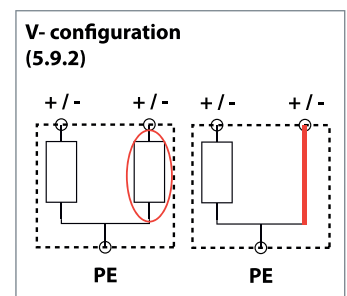 V- configuration
(5.9.2)
+ / - + / - + / - + / -
PE PE